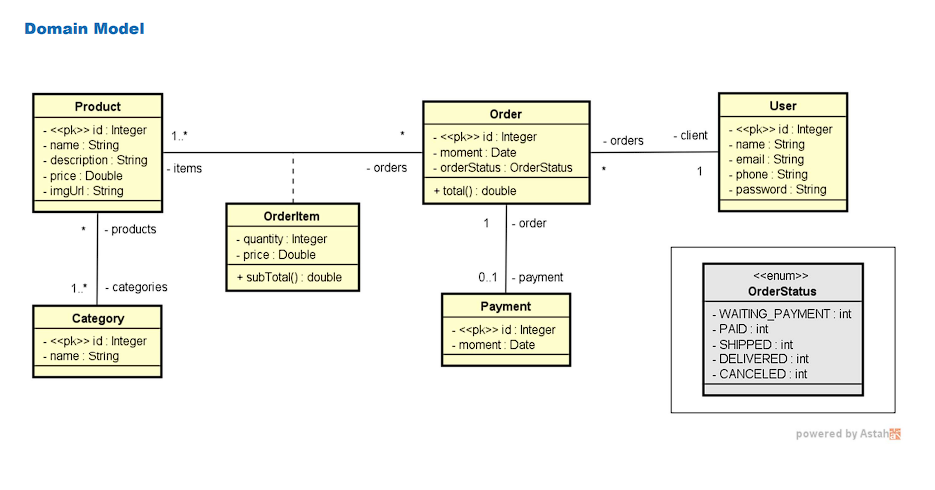 Domain Model
Product
- <<pk>> id : Integer
- name : String
- description : String
- price : Double
- imgUrl : String
1..*
- items
*
- orders
Order
- <<pk>> id : Integer
- moment : Date
- orderStatus : OrderStatus
+ total() : double
- orders
*
- client
1
User
- <<pk>> id : Integer
- name : String
- email : String
- phone : String
- password : String
OrderItem
- quantity : Integer
- price : Double
+ subTotal() : double
* - products
1..* - categories
Category
- <<pk>> id : Integer
- name : String
1 - order
0..1 - payment
Payment
- <<pk>> id : Integer
- moment : Date
<<enum>>
OrderStatus
- WAITING_PAYMENT : int
- PAID : int
- SHIPPED : int
- DELIVERED : int
- CANCELED : int
powered by Astah